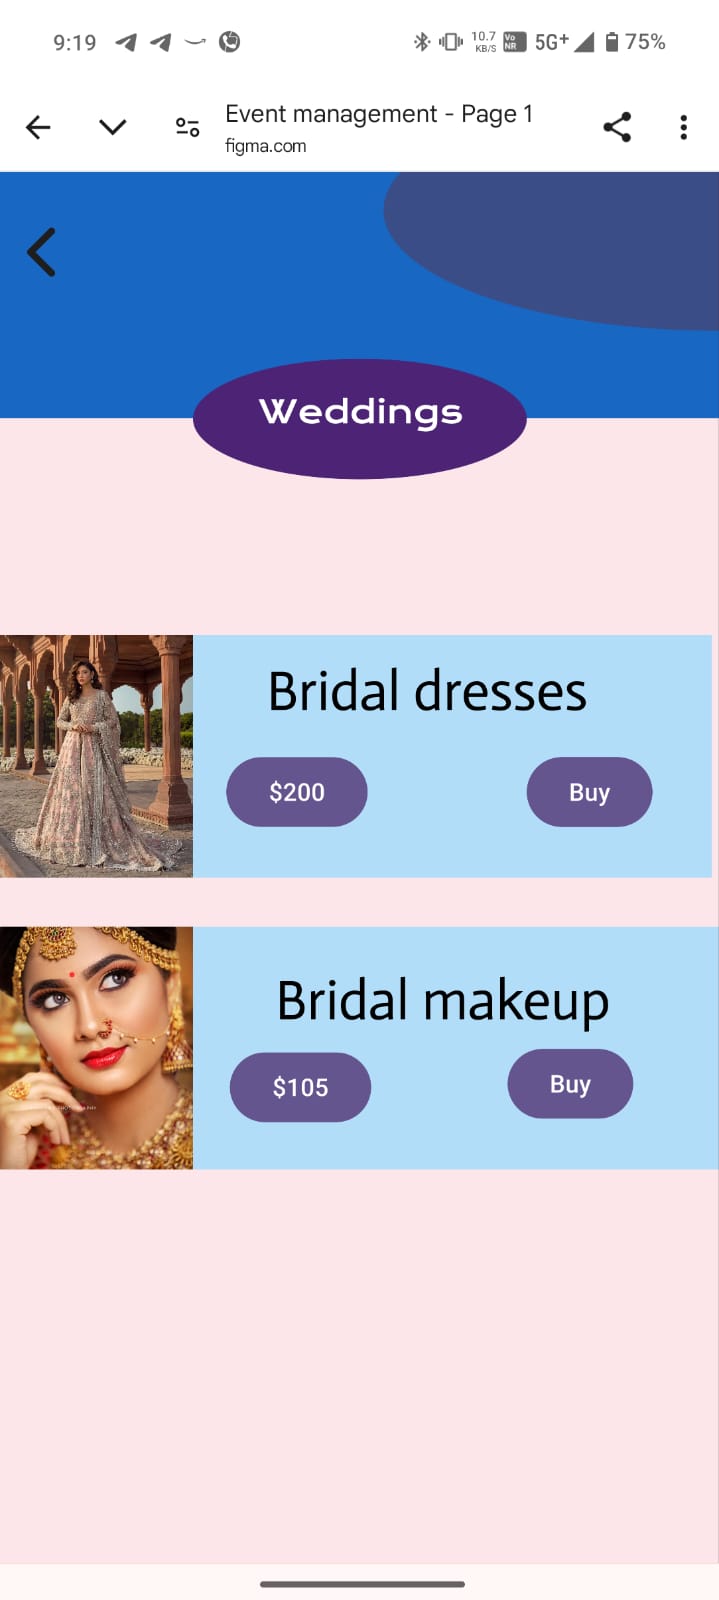 9:19
10.7
KB/S
Vo
NR
5G+
75%
Event management - Page 1
figma.com
Weddings
Bridal dresses
$200
Buy
Bridal makeup
$105
Buy